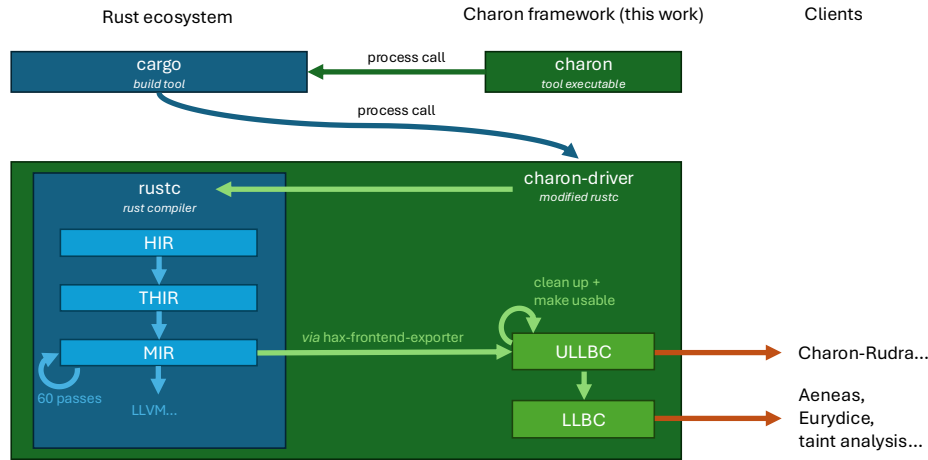 Rust ecosystem
Charon framework (this work)
Clients
cargo
build tool
process call
charon
tool executable
process call
rustc
rust compiler
charon-driver
modified rustc
HIR
THIR
MIR
60 passes
LLVM...
via hax-frontend-exporter
clean up +
make usable
ULLBC
LLBC
Charon-Rudra...
Aeneas,
Eurydice,
taint analysis...